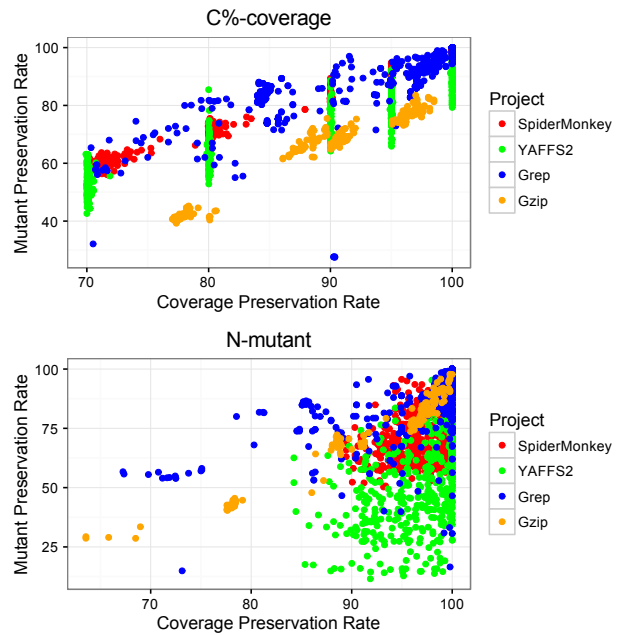 C%-coverage
Mutant Preservation Rate
100
80
60
40
70
80
90
100
Coverage Preservation Rate
Project
SpiderMonkey
YAFFS2
Grep
Gzip
N-mutant
Mutant Preservation Rate
100
75
50
25
70
80
90
100
Coverage Preservation Rate
Project
SpiderMonkey
YAFFS2
Grep
Gzip